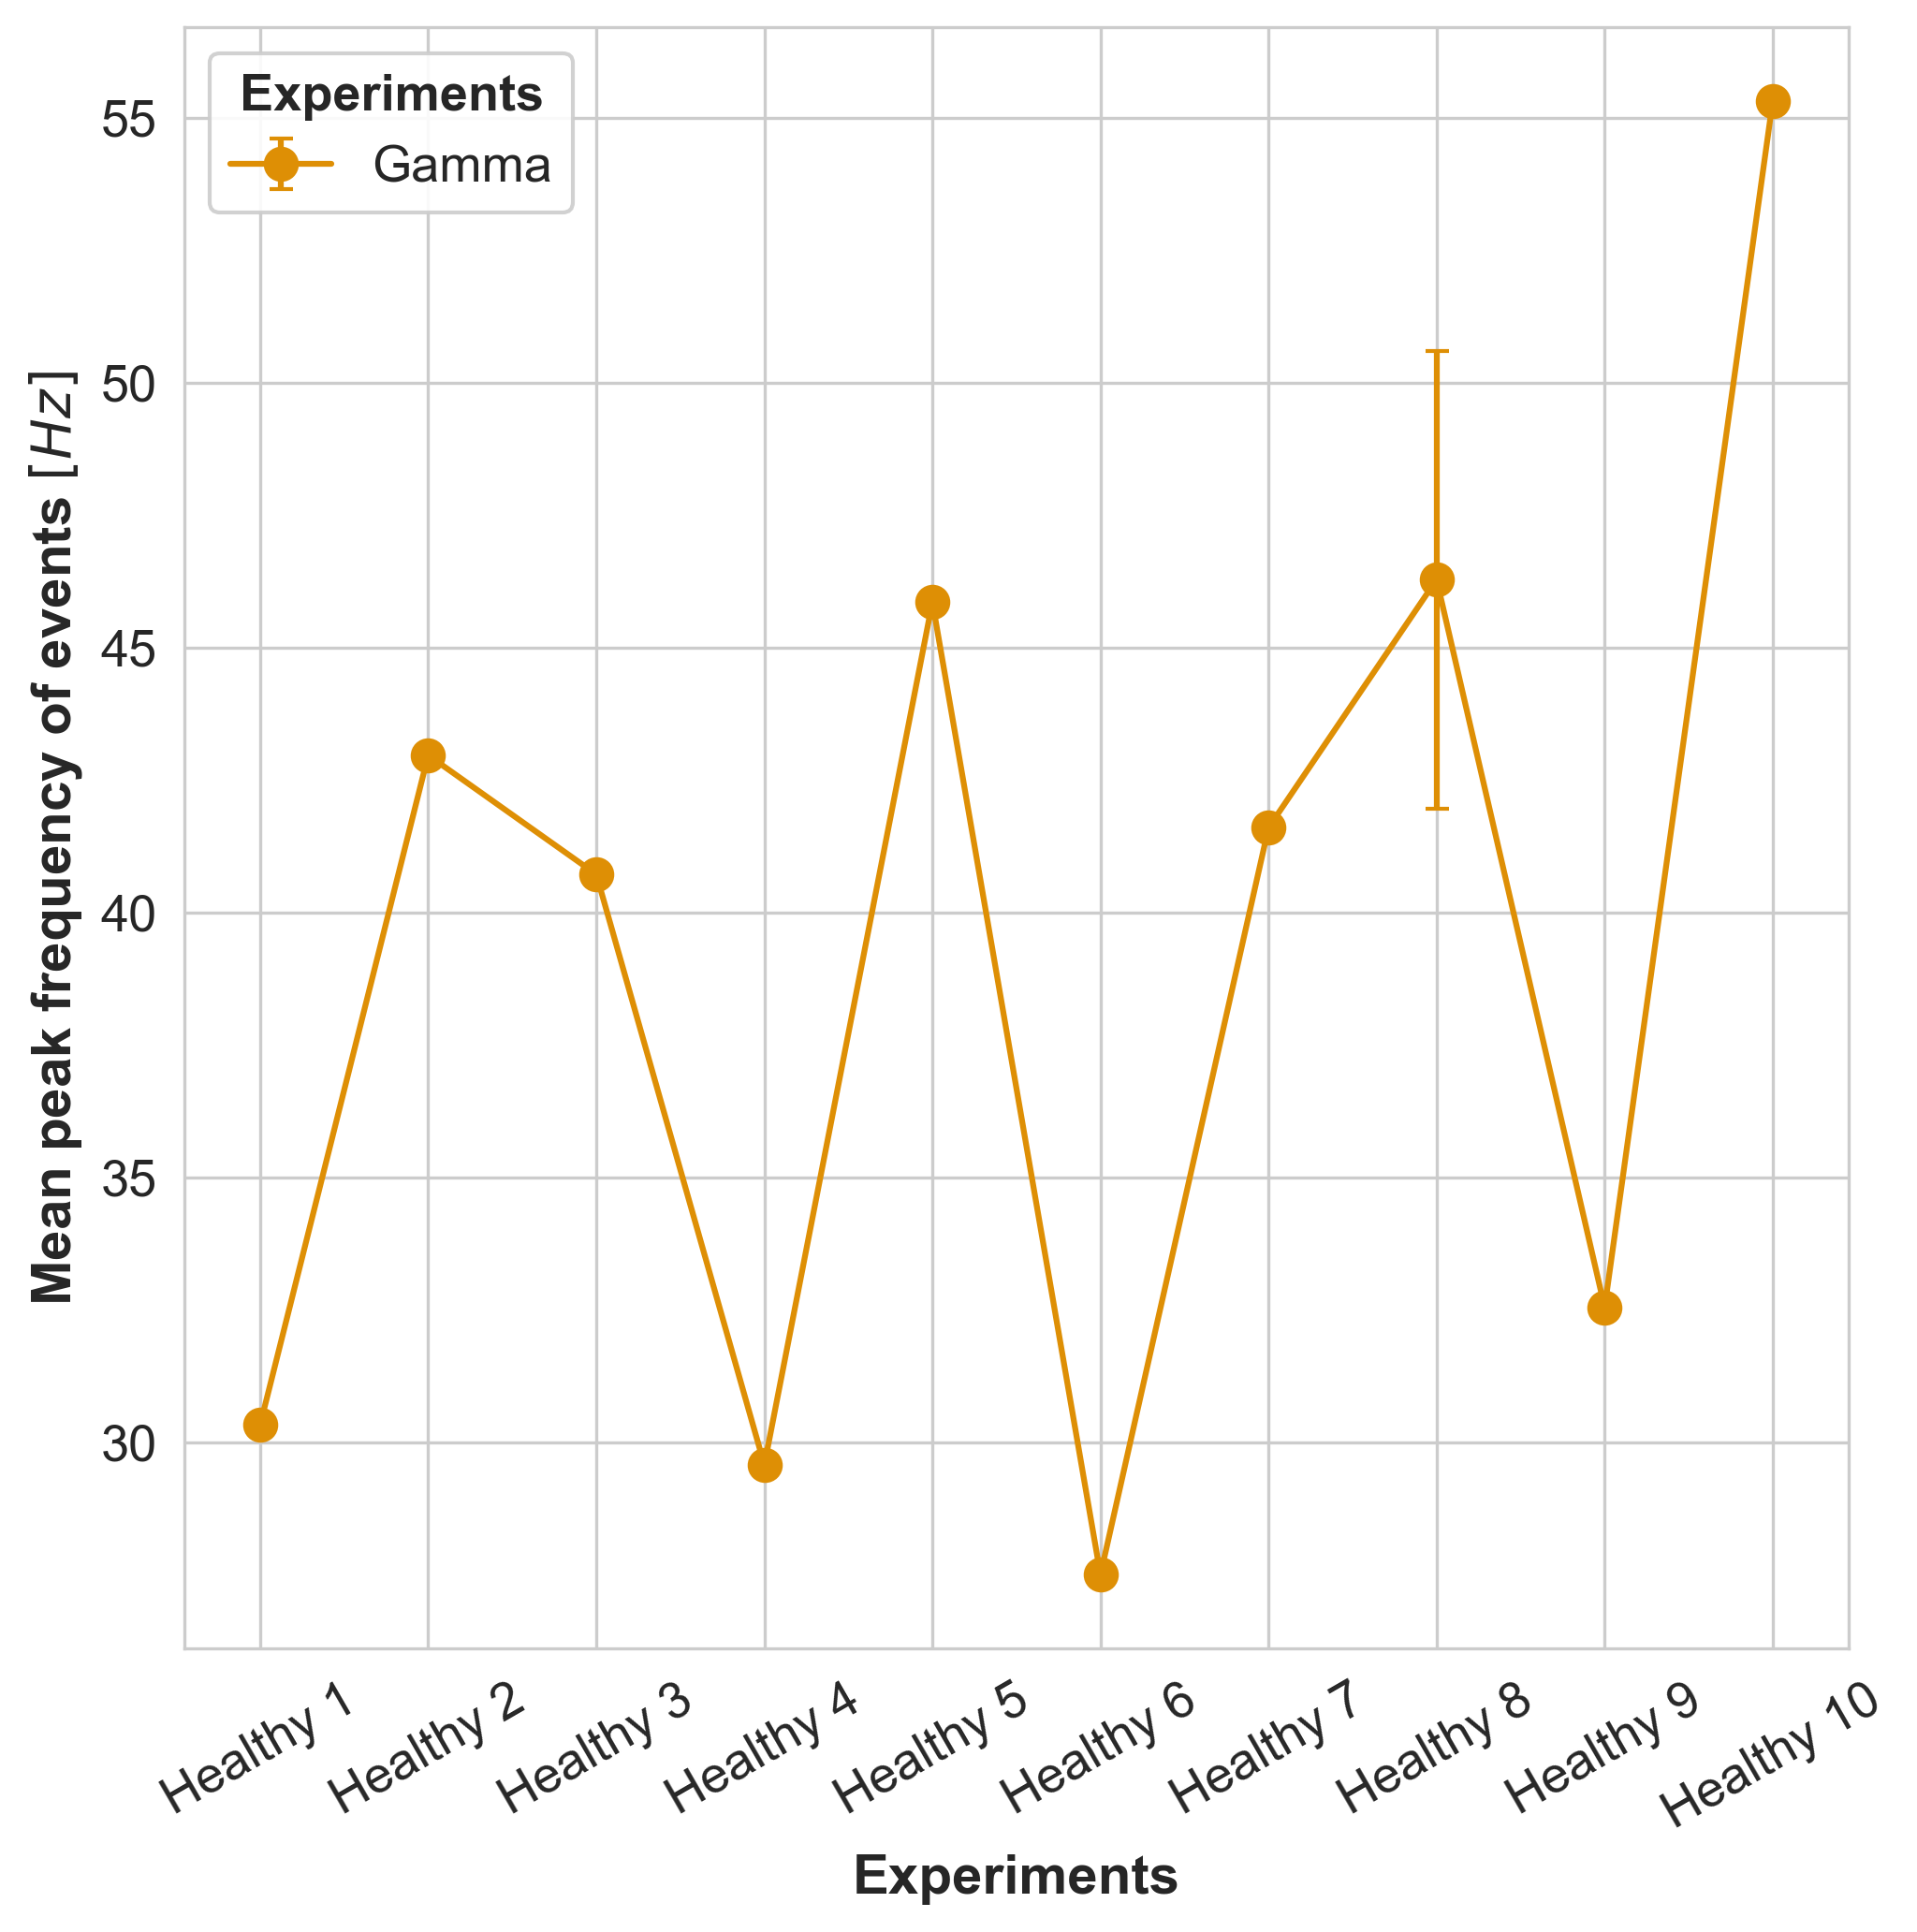 Experiments
Gamma
Mean peak frequency of events [Hz]
55
50
45
40
35
30
Healthy 1
Healthy 2
Healthy 3
Healthy 4
Healthy 5
Healthy 6
Healthy 7
Healthy 8
Healthy 9
Healthy 10
Experiments